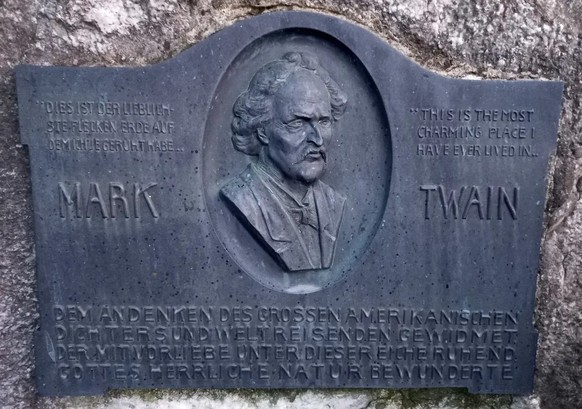 "DIES IST DER LIEBLICH-
STE FLECKEN ERDE AUF
DEM ICH JE GERUHT HABE...
"THIS IS THE MOST
CHARMING PLACE I
HAVE EVER LIVED IN...
MARK TWAIN
DEM ANDENKEN DES GROSSEN AMERIKANISCHEN
DICHTERS UND WELTREISENDEN GEWIDMET
DER MIT VORLIEBE UNTER DIESER EICHE RUHEND
GOTTES HERRLICHE NATUR BEWUNDERTE